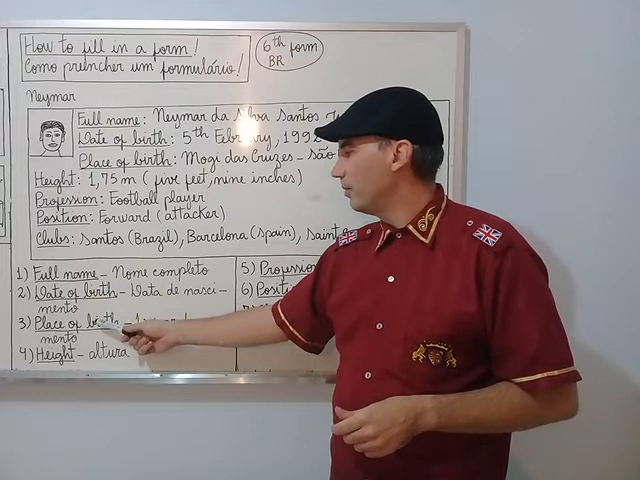 How to fill in a form!
Como preencher um formulário!
6th form
BR
Neymar
Full name: Neymar da Silva Santos
Date of birth: 5th February, 1992
Place of birth: Mogi das Cruzes - São
Height: 1,75 m (five feet, nine inches)
Profession: Football player
Position: Forward (attacker)
Clubs: Santos (Brazil), Barcelona (Spain), Saint
1) Full name - Nome completo
2) Date of birth - Data de nasci-
mento
3) Place of birth -
mento
4) Height - altura
5)
6)